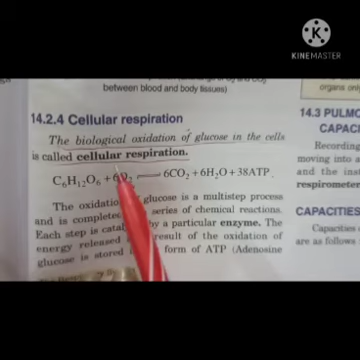 KINEMASTER
between blood and body tissues)
organs only
14.2.4 Cellular respiration
The biological oxidation of glucose in the cells
is called cellular respiration.
C₆H₁₂O₆ + 6O₂ 6CO₂ + 6H₂O + 38ATP
The oxidation glucose is a multistep process
and is complete series of chemical reactions.
Each step is by a particular enzyme. The
energy released result of the oxidation of
glucose is stored form of ATP (Adenosine
14.3 PULMO
CAPAC
Recording
moving into a
and the inst
respirometer
CAPACITIES
Capacities
are as follows